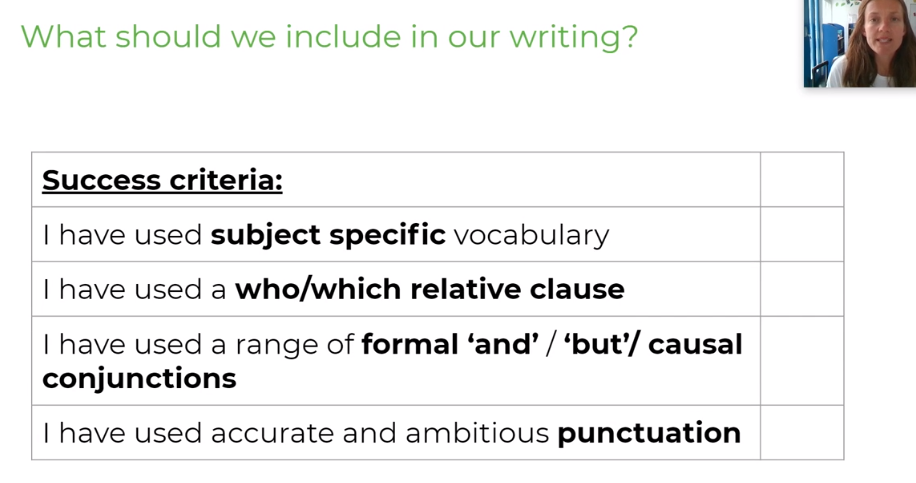 What should we include in our writing?
Success criteria:
I have used subject specific vocabulary
I have used a who/which relative clause
I have used a range of formal ‘and’ / ‘but’/ causal
conjunctions
I have used accurate and ambitious punctuation